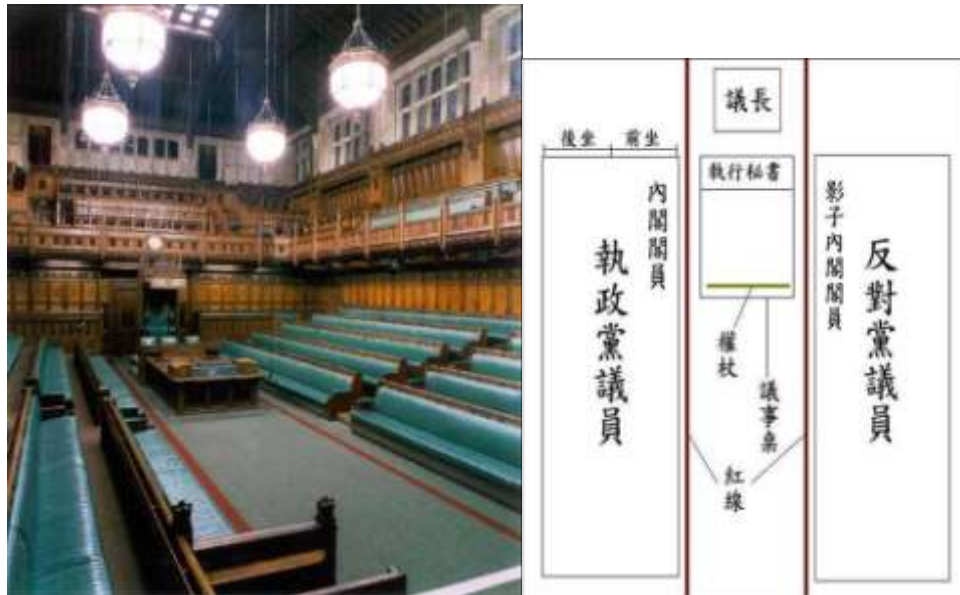 議長
後坐
前坐
執行秘書
內閣閣員
執政黨議員
影子內閣閣員
反對黨議員
權杖
議事桌
紅線